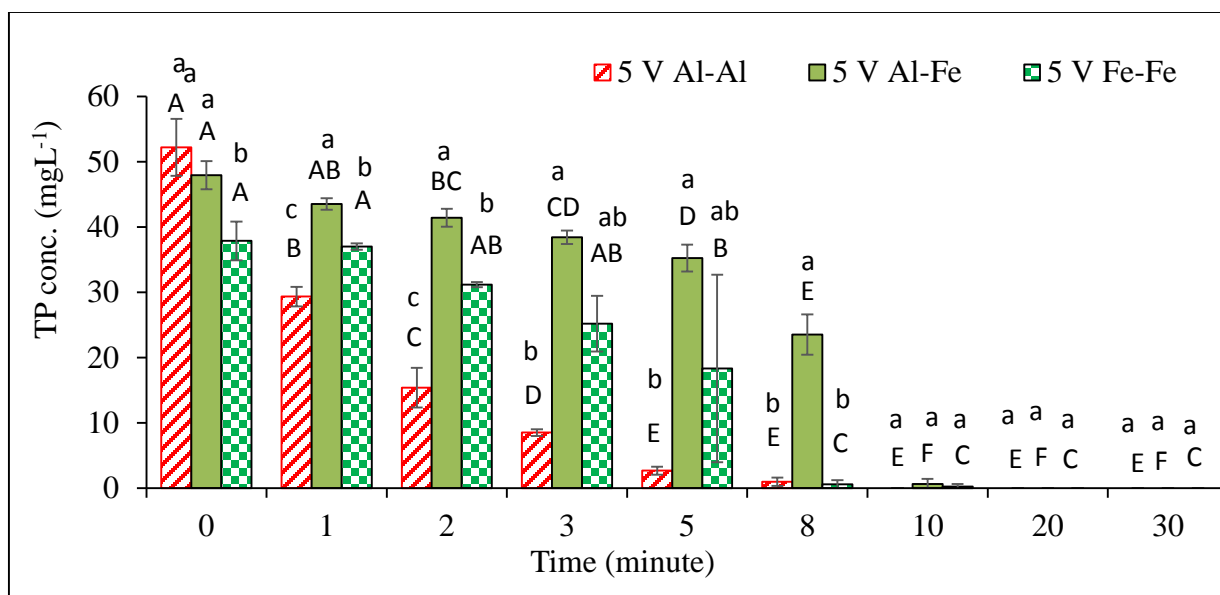 5 V Al-Al 5 V Al-Fe 5 V Fe-Fe
TP conc. (mgL-1)
60
50
40
30
20
10
0
a a a b
A A A
a b
c AB A
B
a b
c BC AB
C
a ab
b CD AB
D
a ab
b D B
E
a
b E b
E C
a a a
E F C
a a a
E F C
a a a
E F C
0 1 2 3 5 8 10 20 30
Time (minute)